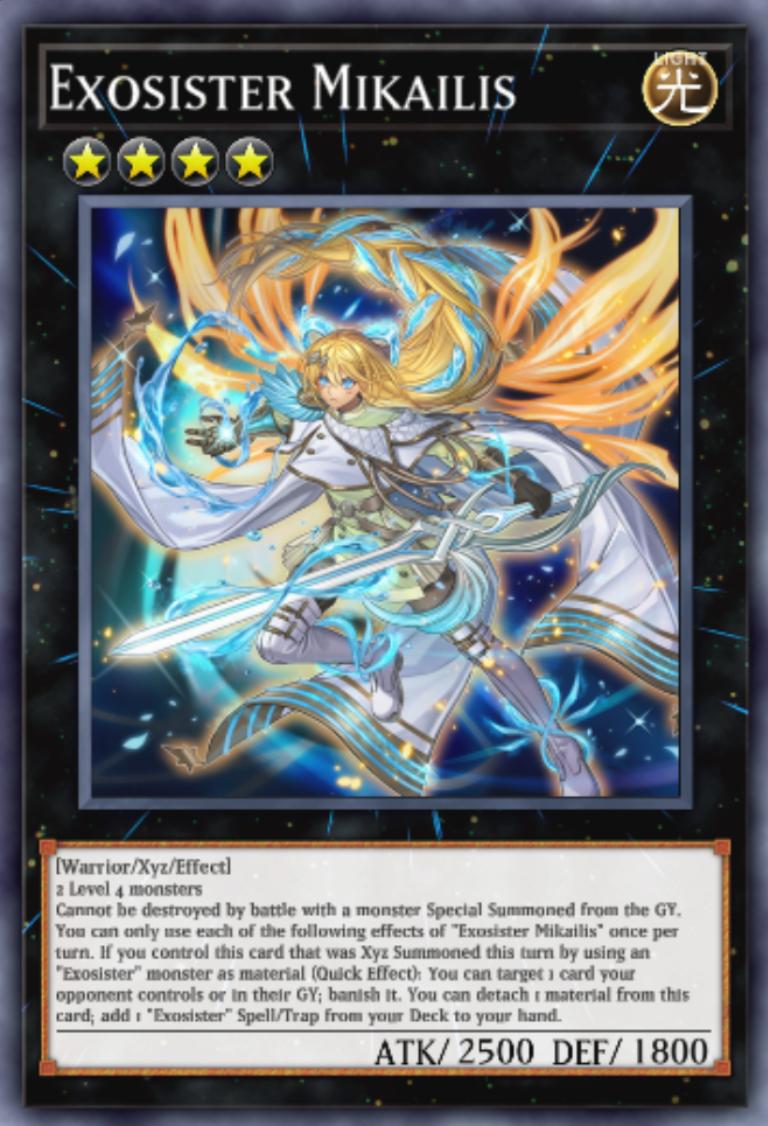 Exosister Mikailis
LIGHT
光
[Warrior/Xyz/Effect]
2 Level 4 monsters
Cannot be destroyed by battle with a monster Special Summoned from the GY.
You can only use each of the following effects of "Exosister Mikailis" once per
turn. If you control this card that was Xyz Summoned this turn by using an
"Exosister" monster as material (Quick Effect): You can target 1 card your
opponent controls or in their GY; banish it. You can detach 1 material from this
card; add 1 "Exosister" Spell/Trap from your Deck to your hand.
ATK/ 2500 DEF/ 1800